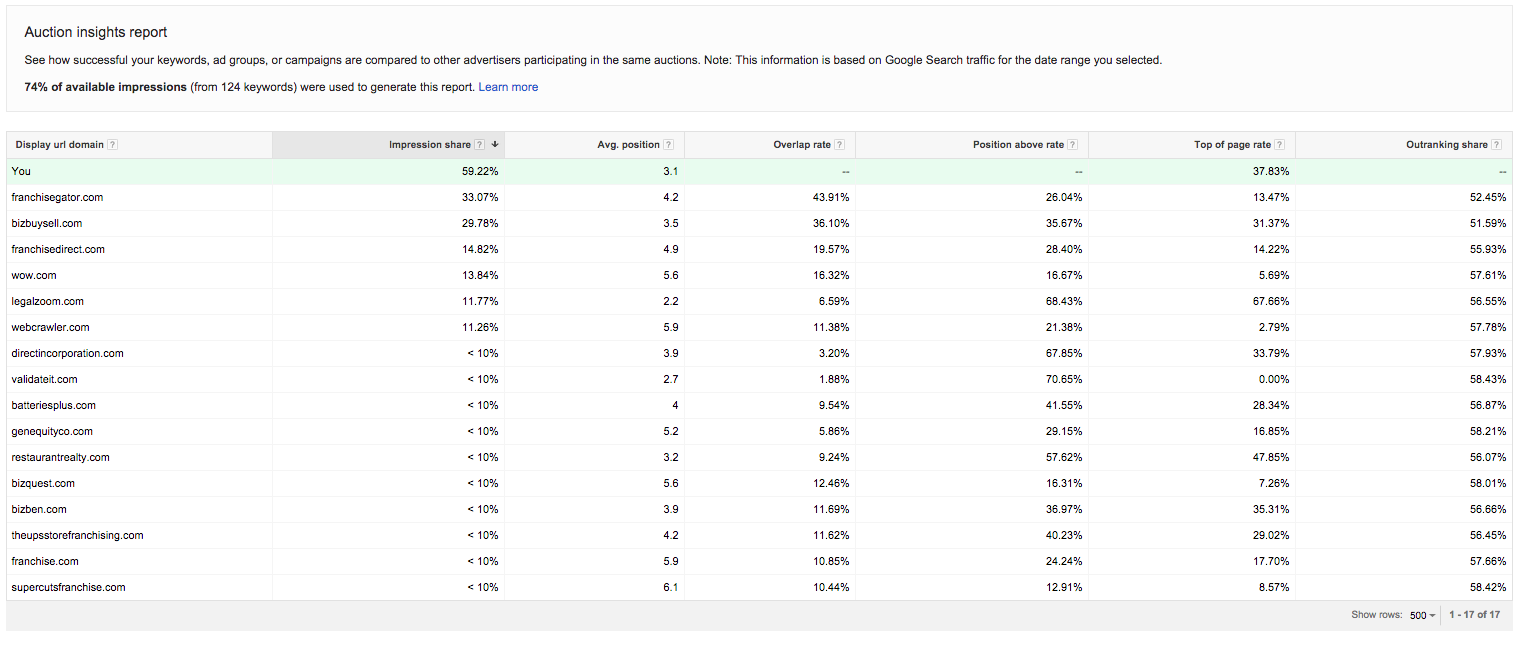 Auction insights report
See how successful your keywords, ad groups, or campaigns are compared to other advertisers participating in the same auctions. Note: This information is based on Google Search traffic for the date range you selected.
74% of available impressions (from 124 keywords) were used to generate this report. Learn more
Display url domain ? Impression share ? ↓ Avg. position ? Overlap rate ? Position above rate ? Top of page rate ? Outranking share ?
You 59.22% 3.1 -- -- 37.83% --
franchisegator.com 33.07% 4.2 43.91% 26.04% 13.47% 52.45%
bizbuysell.com 29.78% 3.5 36.10% 35.67% 31.37% 51.59%
franchisedirect.com 14.82% 4.9 19.57% 28.40% 14.22% 55.93%
wow.com 13.84% 5.6 16.32% 16.67% 5.69% 57.61%
legalzoom.com 11.77% 2.2 6.59% 68.43% 67.66% 56.55%
webcrawler.com 11.26% 5.9 11.38% 21.38% 2.79% 57.78%
directincorporation.com < 10% 3.9 3.20% 67.85% 33.79% 57.93%
validateit.com < 10% 2.7 1.88% 70.65% 0.00% 58.43%
batteriesplus.com < 10% 4 9.54% 41.55% 28.34% 56.87%
genequityco.com < 10% 5.2 5.86% 29.15% 16.85% 58.21%
restaurantrealty.com < 10% 3.2 9.24% 57.62% 47.85% 56.07%
bizquest.com < 10% 5.6 12.46% 16.31% 7.26% 58.01%
bizben.com < 10% 3.9 11.69% 36.97% 35.31% 56.66%
theupsstorefranchising.com < 10% 4.2 11.62% 40.23% 29.02% 56.45%
franchise.com < 10% 5.9 10.85% 24.24% 17.70% 57.66%
supercutsfranchise.com < 10% 6.1 10.44% 12.91% 8.57% 58.42%
Show rows: 500 1 - 17 of 17